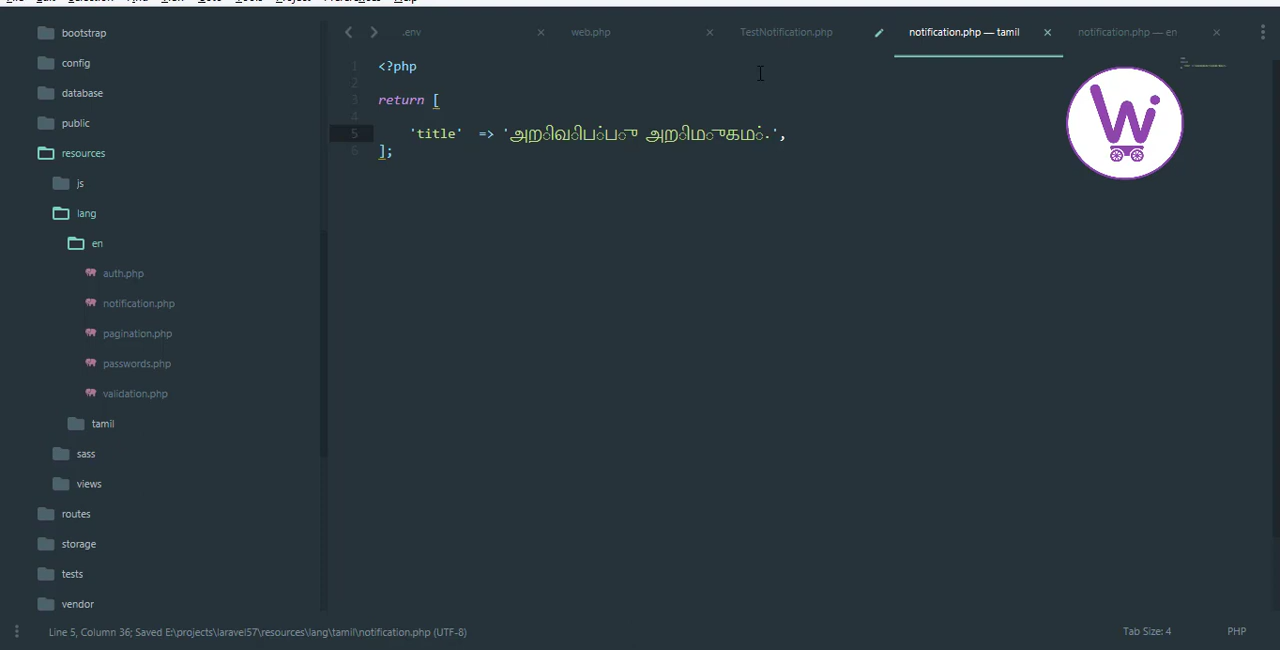 bootstrap
config
database
public
resources
js
lang
en
auth.php
notification.php
pagination.php
passwords.php
validation.php
tamil
sass
views
routes
storage
tests
vendor
.env
web.php
TestNotification.php
notification.php — tamil
notification.php — en
1 <?php
2
3 return [
4
5 'title' => 'அறிவிப்பு அறிமுகம்.',
6 ];
Wi
Line 5, Column 36; Saved E:\projects\laravel57\resources\lang\tamil\notification.php (UTF-8)
Tab Size: 4
PHP